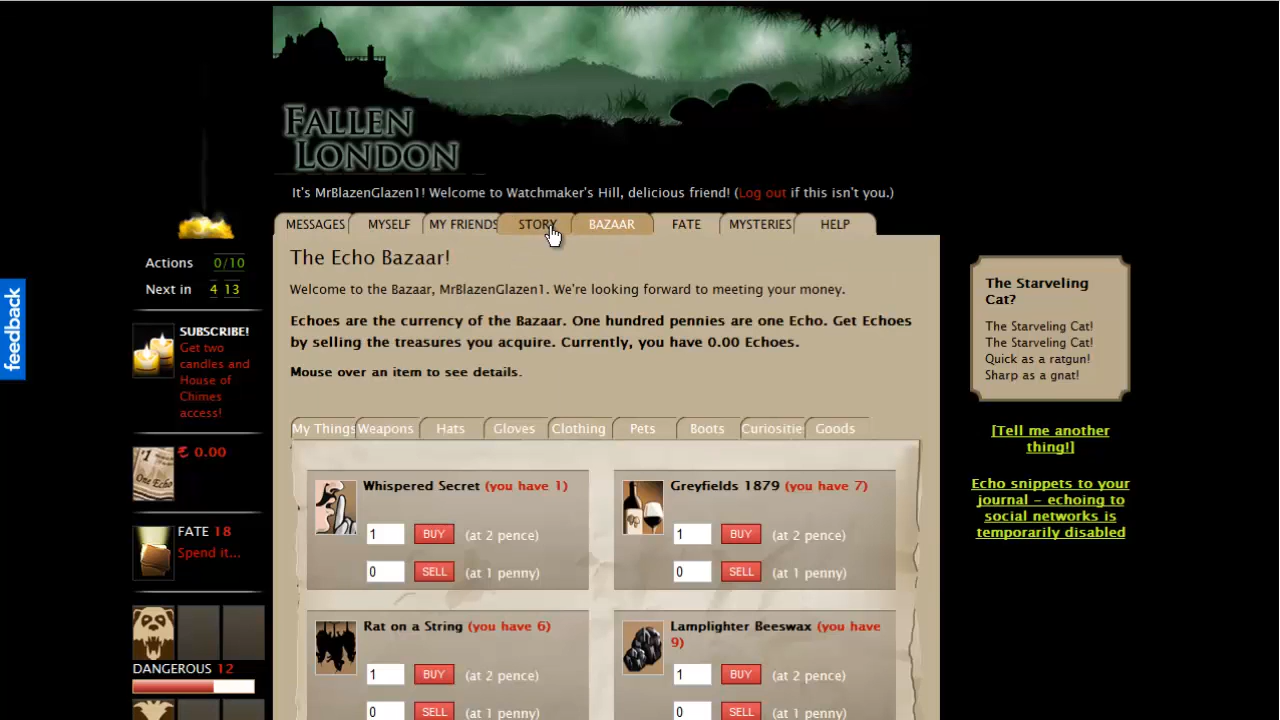 FALLEN
LONDON
It's MrBlazenGlazen1! Welcome to Watchmaker's Hill, delicious friend! (Log out if this isn't you.)
MESSAGES MYSELF MY FRIENDS STORY BAZAAR FATE MYSTERIES HELP
Actions 0/10
Next in 4 13
feedback
SUBSCRIBE!
Get two
candles and
House of
Chimes
access!
0.00
One Echo
FATE 18
Spend it...
DANGEROUS 12
The Echo Bazaar!
Welcome to the Bazaar, MrBlazenGlazen1. We're looking forward to meeting your money.
Echoes are the currency of the Bazaar. One hundred pennies are one Echo. Get Echoes
by selling the treasures you acquire. Currently, you have 0.00 Echoes.
Mouse over an item to see details.
My Things Weapons Hats Gloves Clothing Pets Boots Curiositie Goods
Whispered Secret (you have 1)
1 BUY (at 2 pence)
0 SELL (at 1 penny)
Greyfields 1879 (you have 7)
1 BUY (at 2 pence)
0 SELL (at 1 penny)
Rat on a String (you have 6)
1 BUY (at 2 pence)
0 SELL (at 1 penny)
Lamplighter Beeswax (you have
9)
1 BUY (at 2 pence)
0 SELL (at 1 penny)
The Starveling
Cat?
The Starveling Cat!
The Starveling Cat!
Quick as a ratgun!
Sharp as a gnat!
[Tell me another
thing!]
Echo snippets to your
journal – echoing to
social networks is
temporarily disabled